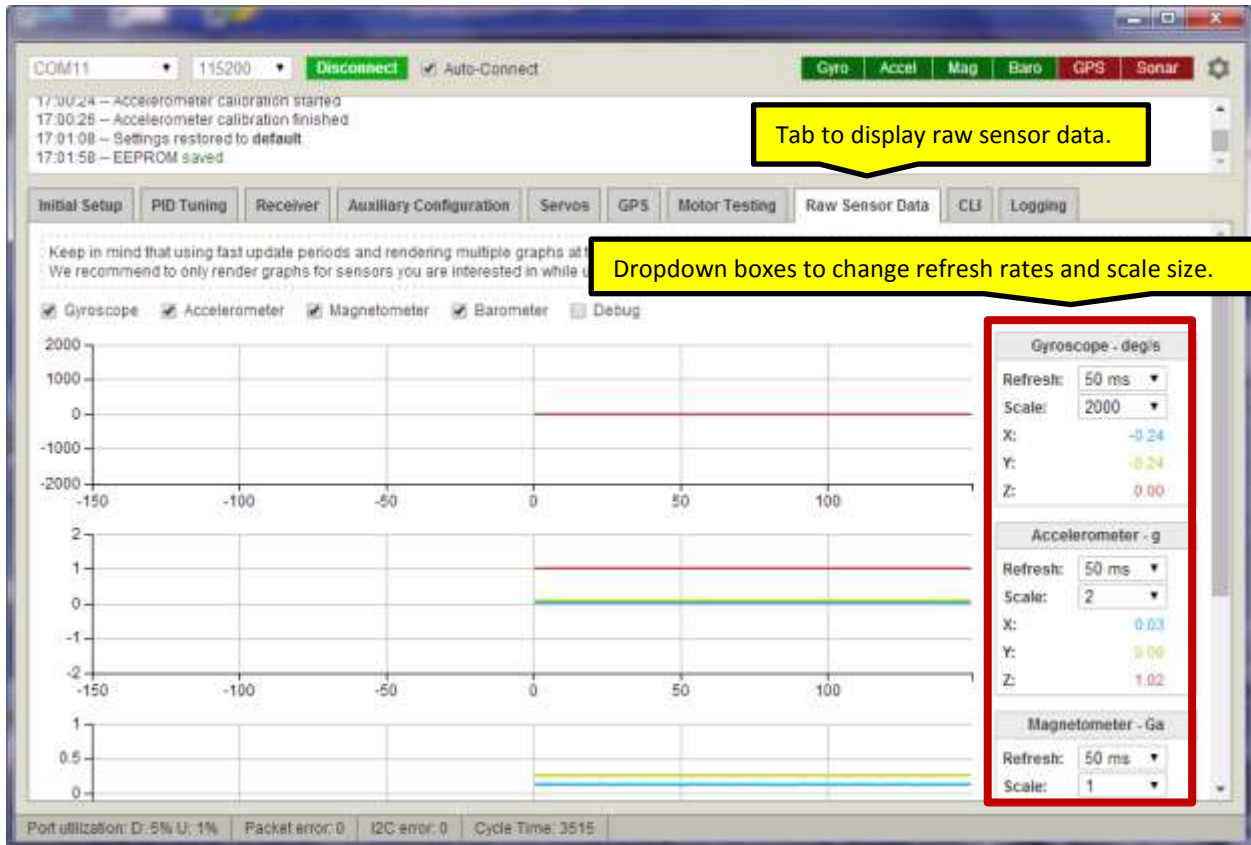 COM11 115200 Disconnect Auto-Connect Gyro Accel Mag Baro GPS Sonar
17:00:24 -- Accelerometer calibration started
17:00:26 -- Accelerometer calibration finished
17:01:08 -- Settings restored to default
17:01:58 -- EEPROM saved
Tab to display raw sensor data.
Initial Setup PID Tuning Receiver Auxiliary Configuration Servos GPS Motor Testing Raw Sensor Data CLI Logging
Keep in mind that using fast update periods and rendering multiple graphs at
We recommend to only render graphs for sensors you are interested in while
Dropdown boxes to change refresh rates and scale size.
Gyroscope Accelerometer Magnetometer Barometer Debug
2000
1000
0
-1000
-2000
-150 -100 -50 0 50 100
Gyroscope - deg/s
Refresh: 50 ms
Scale: 2000
X: -0.24
Y: -0.24
Z: 0.00
2
1
0
-1
-2
-150 -100 -50 0 50 100
Accelerometer - g
Refresh: 50 ms
Scale: 2
X: 0.03
Y:
Z: 1.02
1
0.5
0
Magnetometer - Ga
Refresh: 50 ms
Scale: 1
Port utilization: D: 5% U: 1% Packet error: 0 I2C error: 0 Cycle Time: 3515